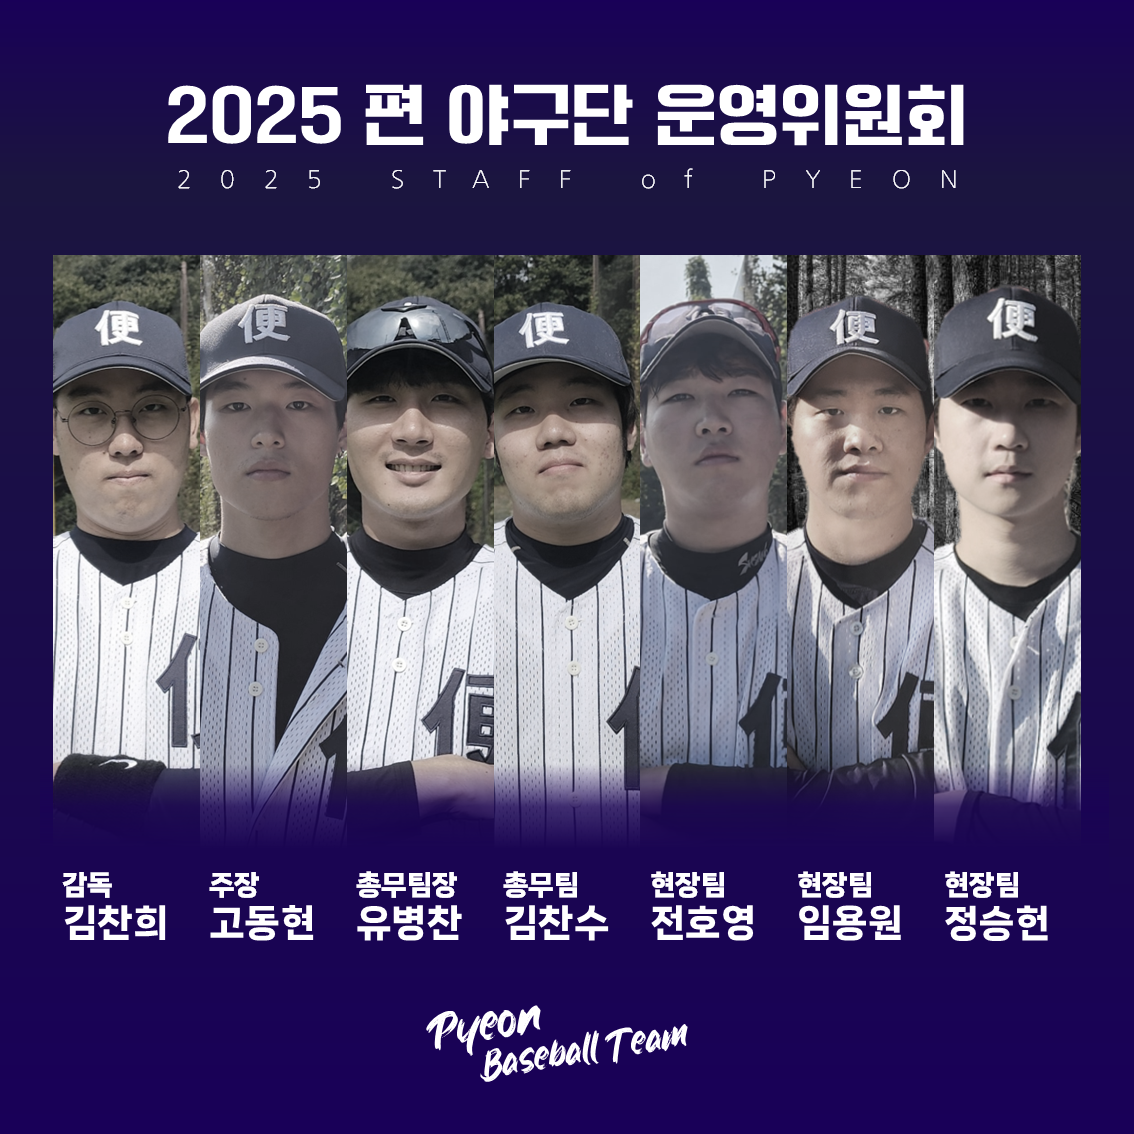 2025 편 야구단 운영위원회
2025 STAFF of PYEON
便
便
便
便
便
便
Seoul
감독
김찬희
주장
고동현
총무팀장
유병찬
총무팀
김찬수
현장팀
전호영
현장팀
임용원
현장팀
정승헌
Pyeon
Baseball Team